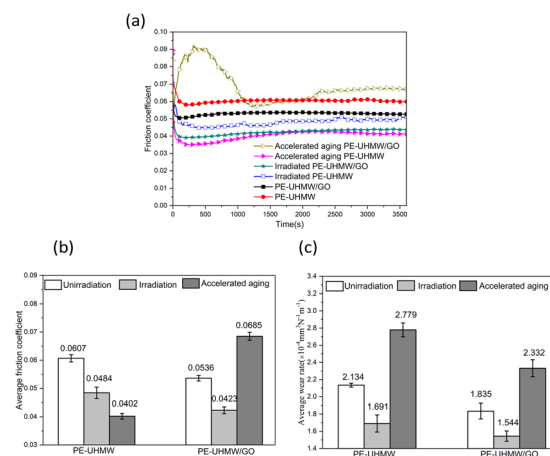 (a)
0.10
0.09
0.08
0.07
0.06
0.05
0.04
0.03
0.02
0.01
0.00
Friction coefficient
Accelerated aging PE-UHMW/GO
Accelerated aging PE-UHMW
Irradiated PE-UHMW/GO
Irradiated PE-UHMW
PE-UHMW/GO
PE-UHMW
0 500 1000 1500 2000 2500 3000 3500
Time(s)
(b)
0.09
0.08
0.07
0.06
0.05
0.04
0.03
Average friction coefficient
Unirradiation Irradiation Accelerated aging
0.0607
0.0484
0.0402
0.0536
0.0423
0.0685
PE-UHMW PE-UHMW/GO
(c)
3.4
3.2
3.0
2.8
2.6
2.4
2.2
2.0
1.8
1.6
1.4
Average wear rate(×10⁻⁴mm³N⁻¹m⁻¹)
Unirradiation Irradiation Accelerated aging
2.134
1.691
2.779
1.835
1.544
2.332
PE-UHMW PE-UHMW/GO